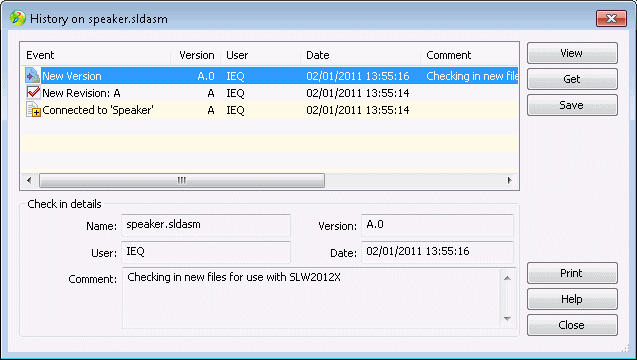 History on speaker.sldasm
Event Version User Date Comment
New Version A.0 IEQ 02/01/2011 13:55:16 Checking in new file
New Revision: A A IEQ 02/01/2011 13:55:14
Connected to 'Speaker' A IEQ 02/01/2011 13:55:14
View
Get
Save
Check in details
Name: speaker.sldasm Version: A.0
User: IEQ Date: 02/01/2011 13:55:16
Comment: Checking in new files for use with SLW2012X
Print
Help
Close